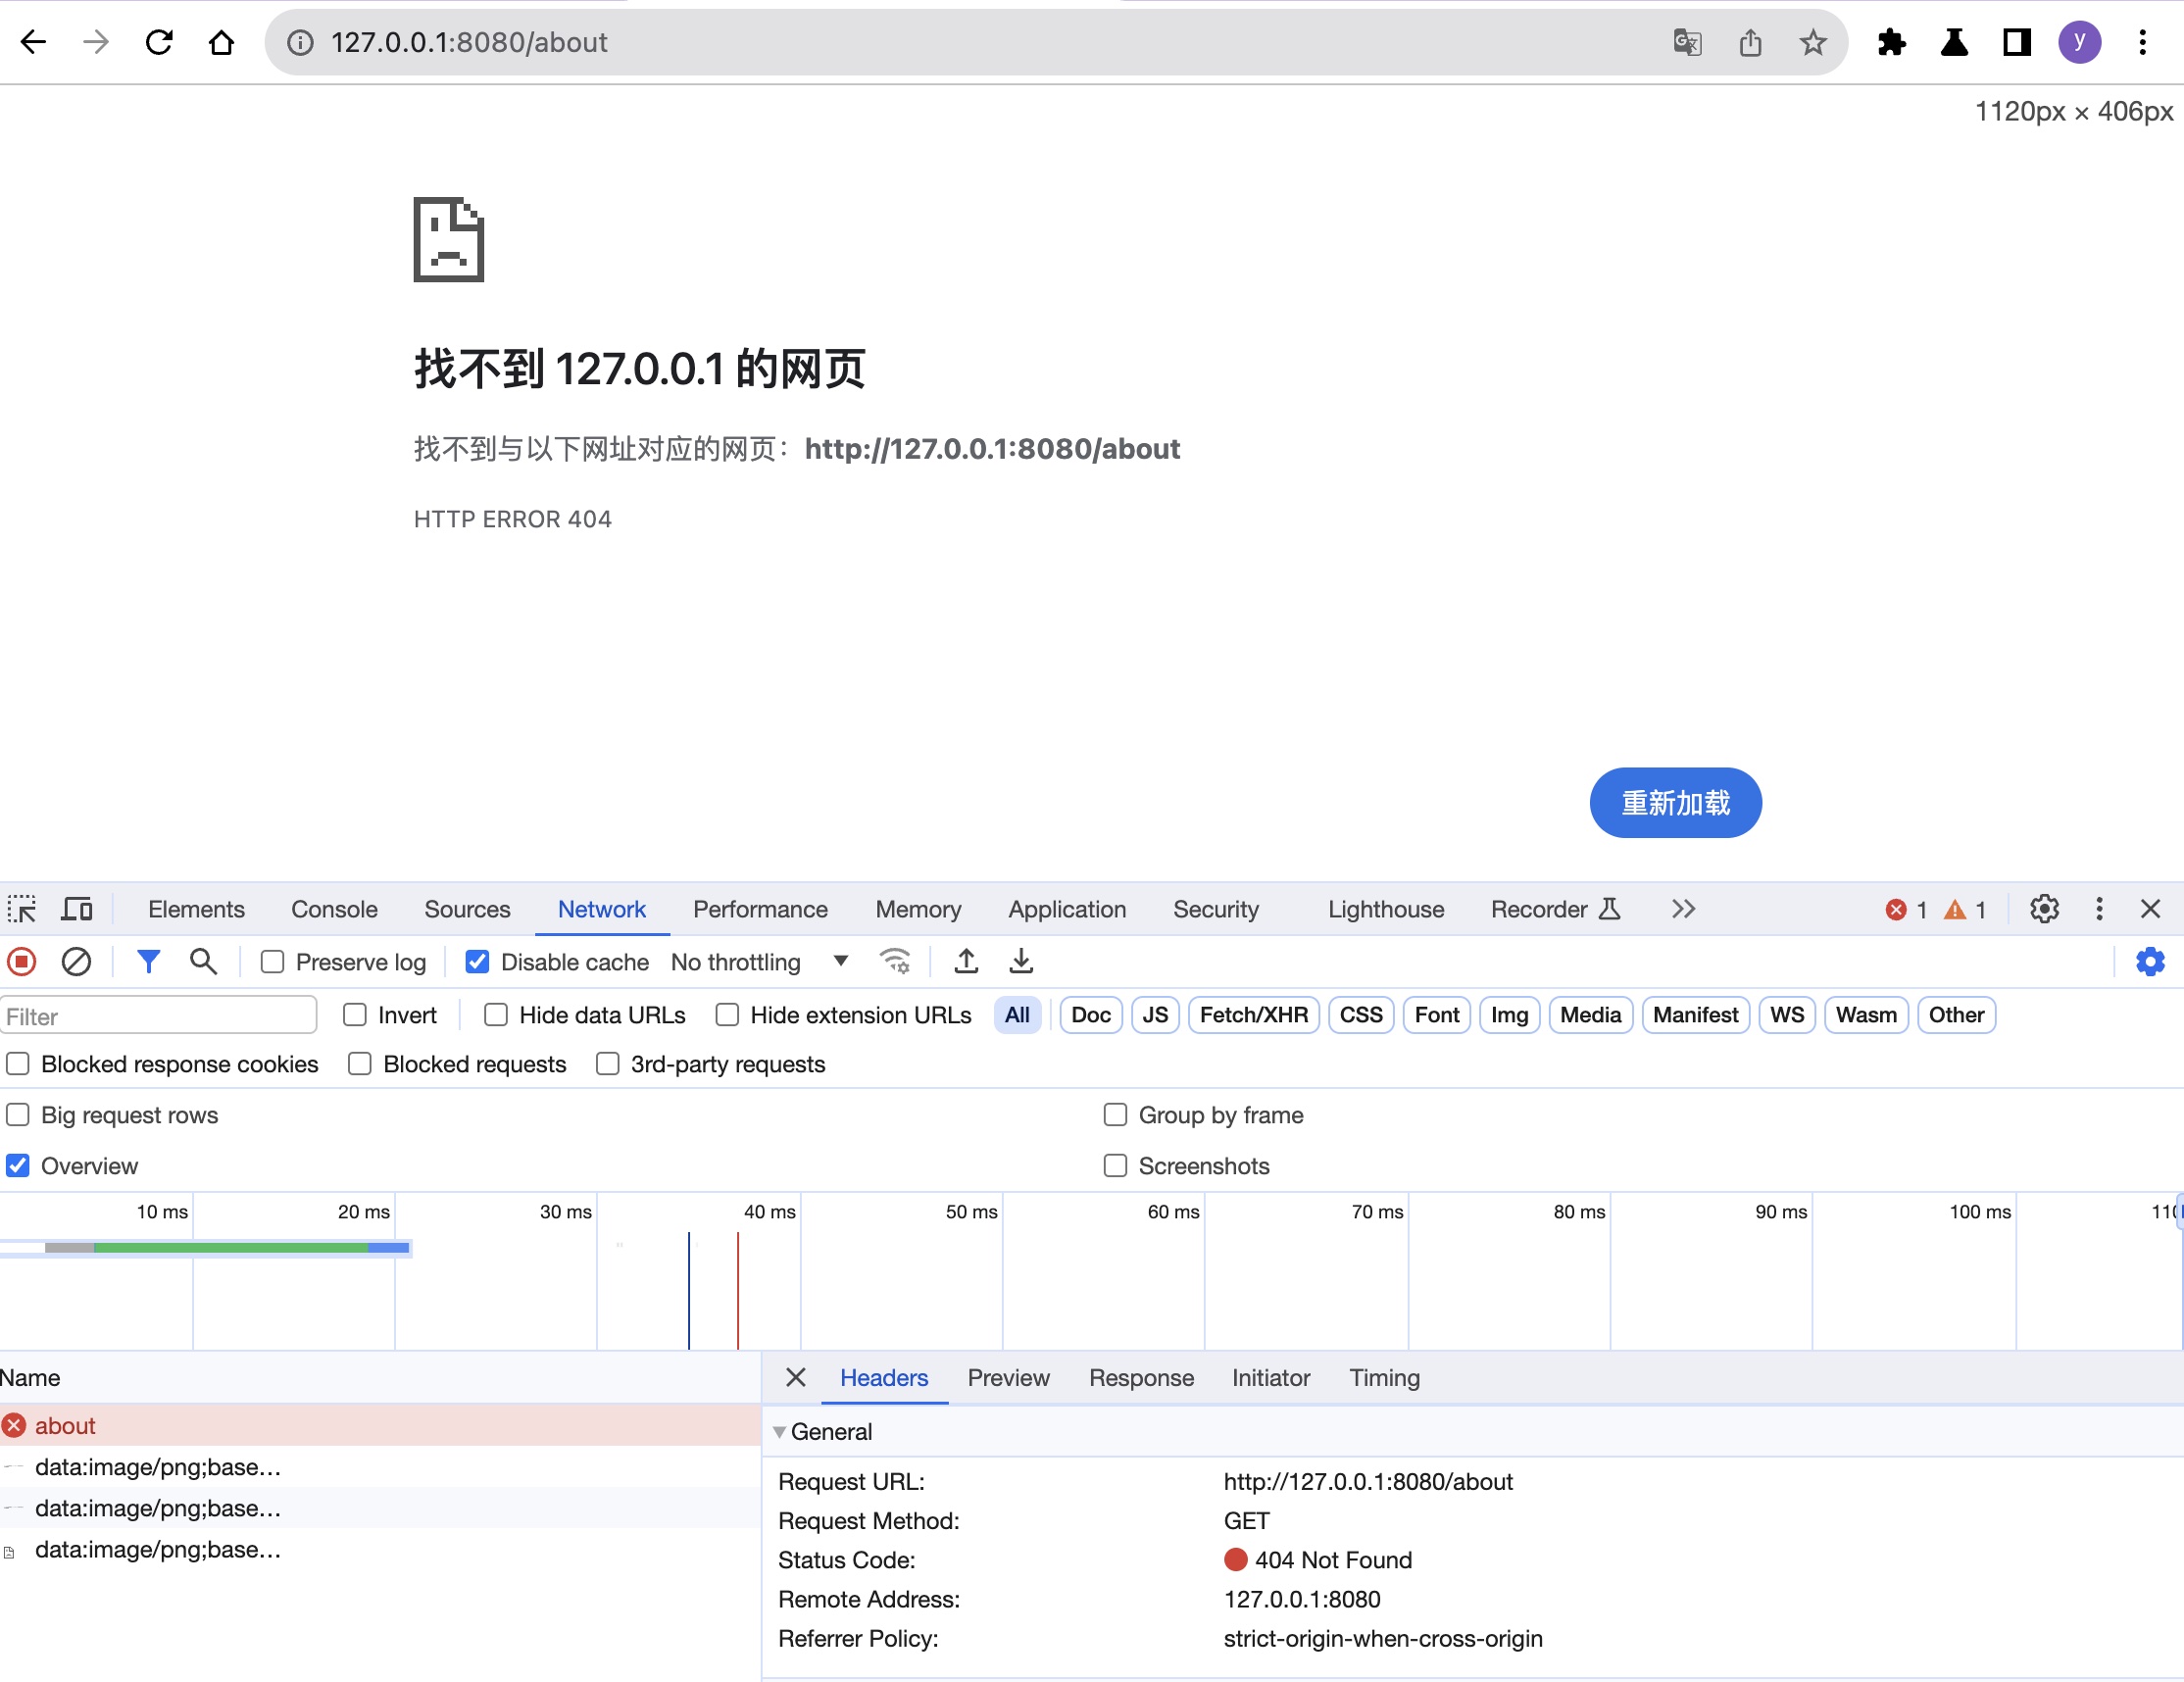 127.0.0.1:8080/about
y
1120px × 406px
找不到 127.0.0.1 的网页
找不到与以下网址对应的网页：http://127.0.0.1:8080/about
HTTP ERROR 404
重新加载
Elements Console Sources Network Performance Memory Application Security Lighthouse Recorder 1 1
Preserve log Disable cache No throttling
Filter Invert Hide data URLs Hide extension URLs All Doc JS Fetch/XHR CSS Font Img Media Manifest WS Wasm Other
Blocked response cookies Blocked requests 3rd-party requests
Big request rows Group by frame
Overview Screenshots
10 ms 20 ms 30 ms 40 ms 50 ms 60 ms 70 ms 80 ms 90 ms 100 ms
Name Headers Preview Response Initiator Timing
about
data:image/png;base…
data:image/png;base…
data:image/png;base…
General
Request URL: http://127.0.0.1:8080/about
Request Method: GET
Status Code: 404 Not Found
Remote Address: 127.0.0.1:8080
Referrer Policy: strict-origin-when-cross-origin